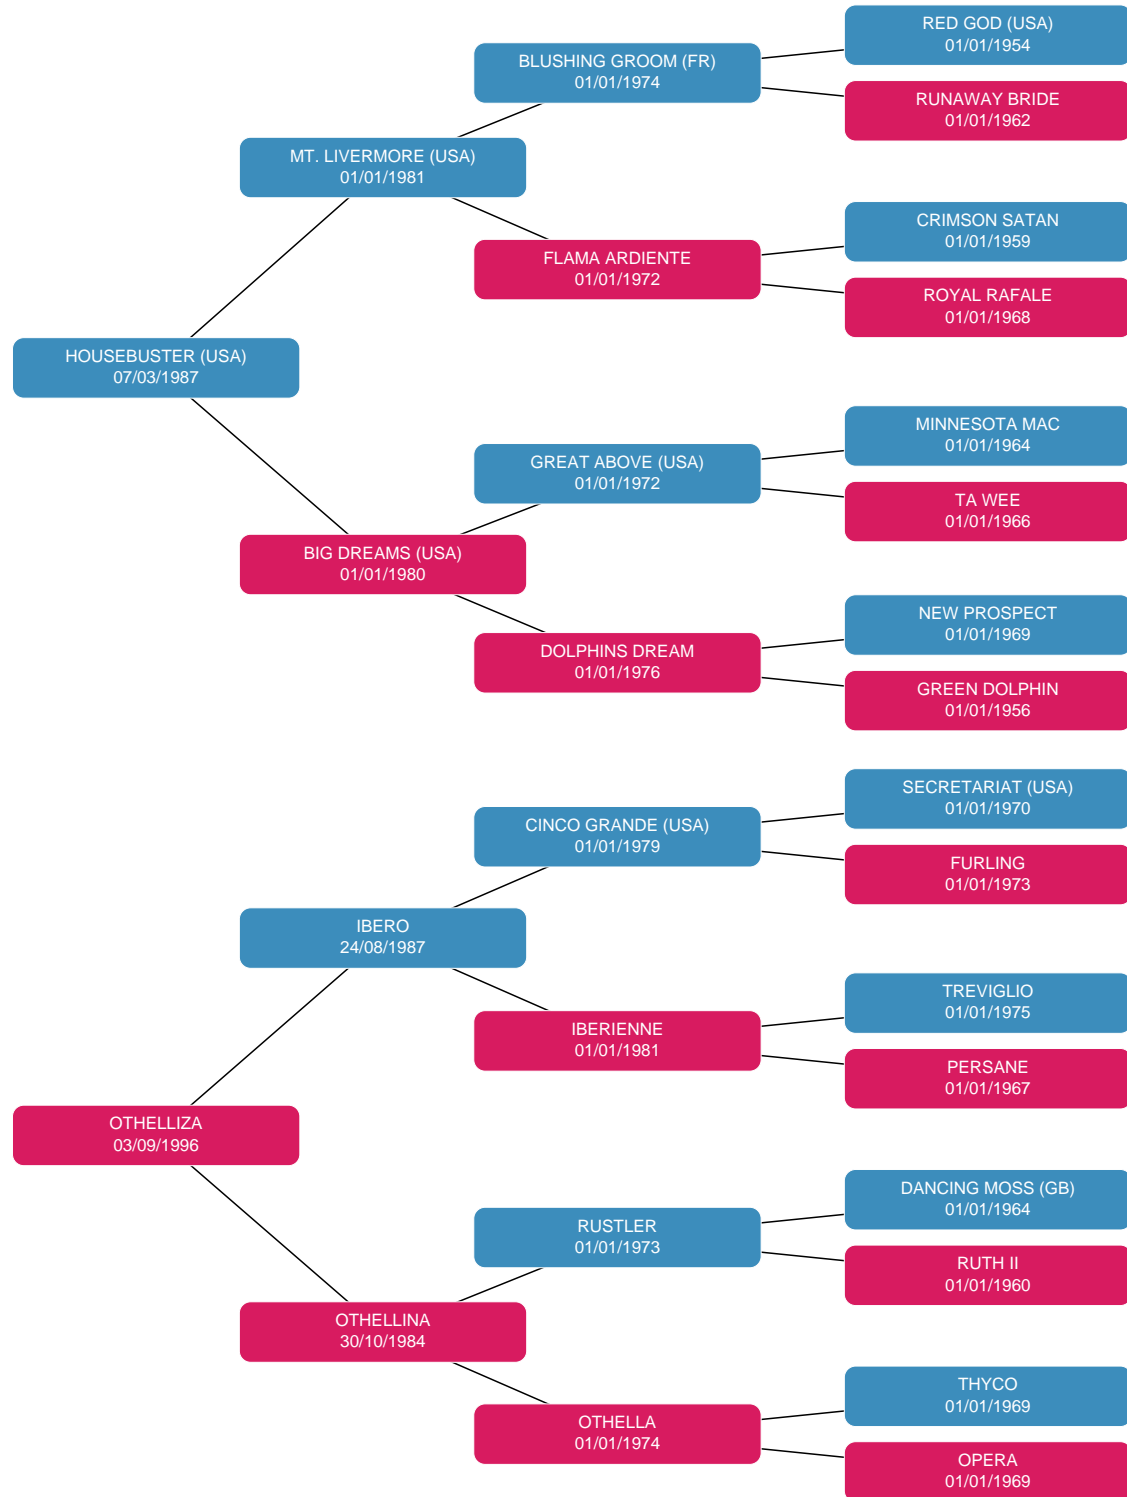 RED GOD (USA)
01/01/1954
BLUSHING GROOM (FR)
01/01/1974
RUNAWAY BRIDE
01/01/1962
MT. LIVERMORE (USA)
01/01/1981
CRIMSON SATAN
01/01/1959
FLAMA ARDIENTE
01/01/1972
ROYAL RAFALE
01/01/1968
HOUSEBUSTER (USA)
07/03/1987
MINNESOTA MAC
01/01/1964
GREAT ABOVE (USA)
01/01/1972
TA WEE
01/01/1966
BIG DREAMS (USA)
01/01/1980
NEW PROSPECT
01/01/1969
DOLPHINS DREAM
01/01/1976
GREEN DOLPHIN
01/01/1956
SECRETARIAT (USA)
01/01/1970
CINCO GRANDE (USA)
01/01/1979
FURLING
01/01/1973
IBERO
24/08/1987
TREVIGLIO
01/01/1975
IBERIENNE
01/01/1981
PERSANE
01/01/1967
OTHELLIZA
03/09/1996
DANCING MOSS (GB)
01/01/1964
RUSTLER
01/01/1973
RUTH II
01/01/1960
OTHELLINA
30/10/1984
THYCO
01/01/1969
OTHELLA
01/01/1974
OPERA
01/01/1969